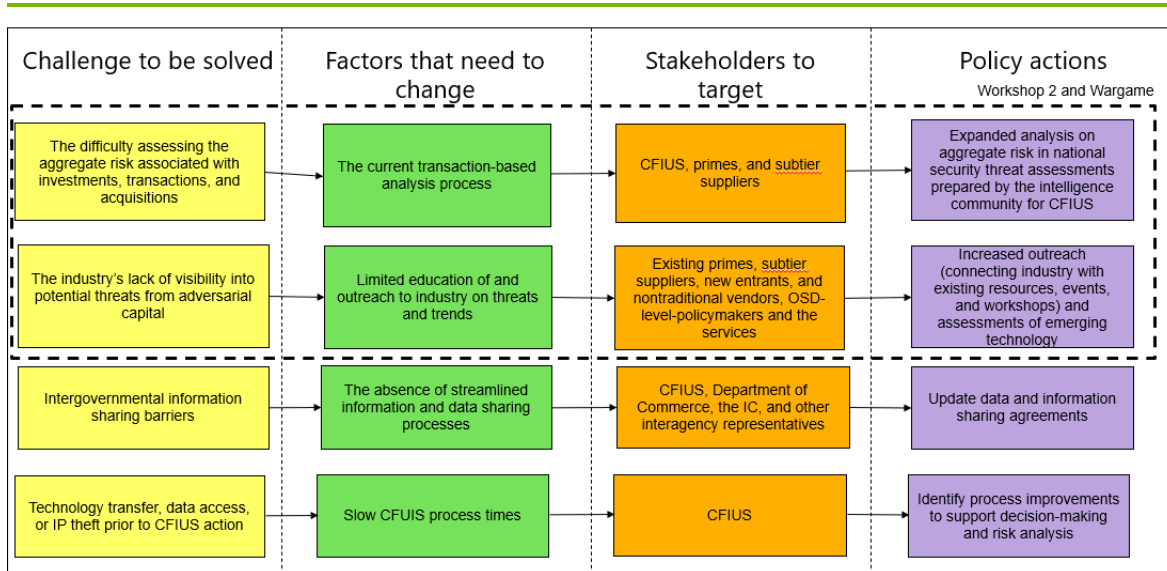 Challenge to be solved
Factors that need to
change
Stakeholders to
target
Policy actions
Workshop 2 and Wargame
The difficulty assessing the
aggregate risk associated with
investments, transactions, and
acquisitions
The current transaction-based
analysis process
CFIUS, primes, and subtier
suppliers
Expanded analysis on
aggregate risk in national
security threat assessments
prepared by the intelligence
community for CFIUS
The industry's lack of visibility into
potential threats from adversarial
capital
Limited education of and
outreach to industry on threats
and trends
Existing primes, subtier
suppliers, new entrants, and
nontraditional vendors, OSD-
level-policymakers and the
services
Increased outreach
(connecting industry with
existing resources, events,
and workshops) and
assessments of emerging
technology
Intergovernmental information
sharing barriers
The absence of streamlined
information and data sharing
processes
CFIUS, Department of
Commerce, the IC, and other
interagency representatives
Update data and information
sharing agreements
Technology transfer, data access,
or IP theft prior to CFIUS action
Slow CFUIS process times
CFIUS
Identify process improvements
to support decision-making
and risk analysis